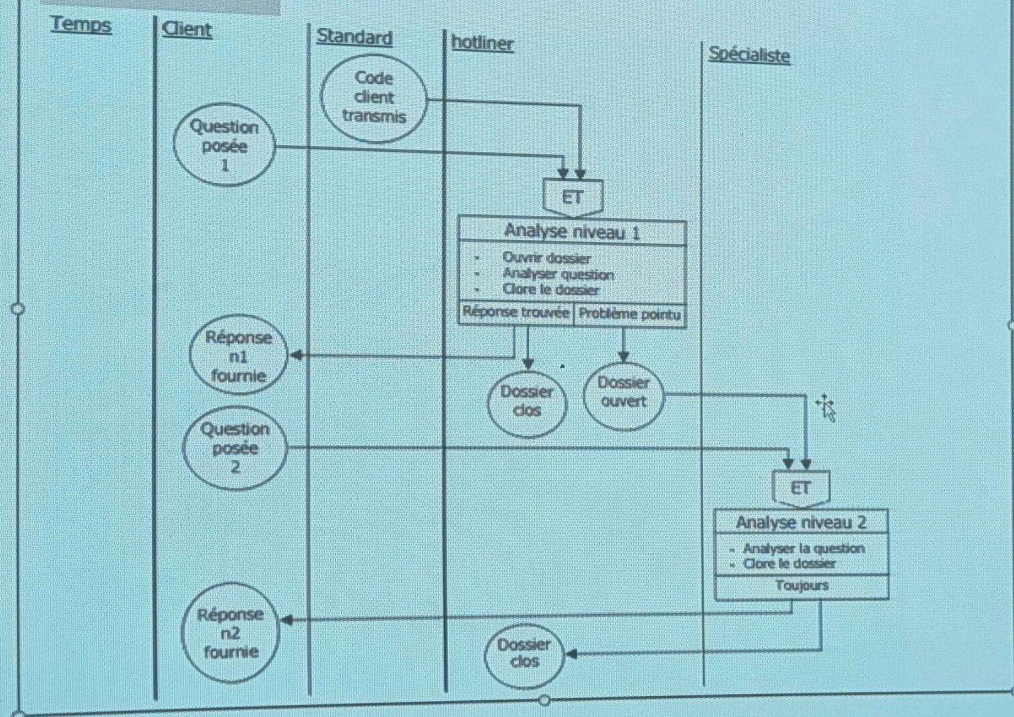 Temps
Client
Standard
hotliner
Spécialiste
Code
client
transmis
Question
posée
1
ET
Analyse niveau 1
- Ouvrir dossier
- Analyser question
- Clore le dossier
Réponse trouvée
Problème pointu
Réponse
n1
fournie
Dossier
clos
Dossier
ouvert
Question
posée
2
ET
Analyse niveau 2
- Analyser la question
- Clore le dossier
Toujours
Réponse
n2
fournie
Dossier
clos